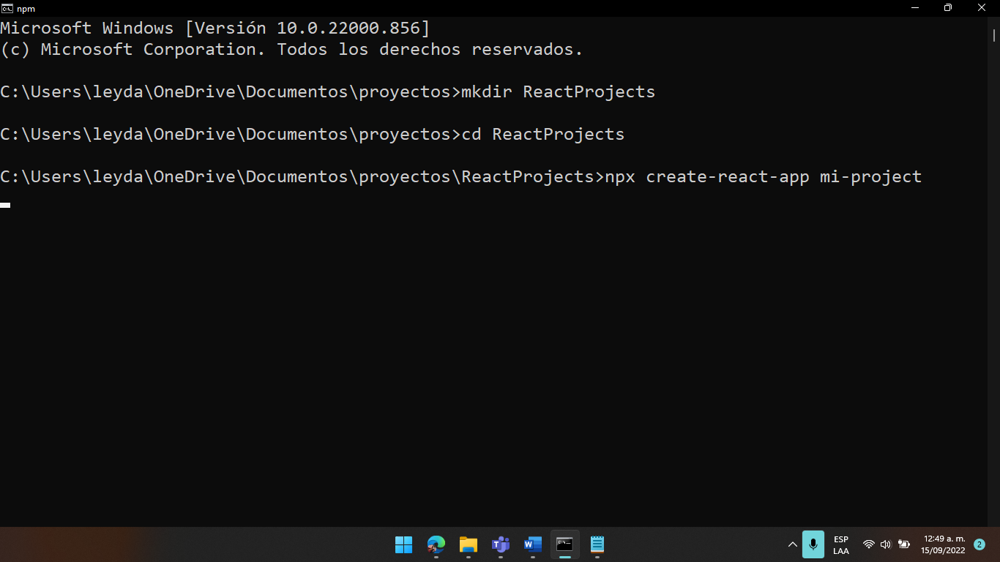 npm
Microsoft Windows [Versión 10.0.22000.856]
(c) Microsoft Corporation. Todos los derechos reservados.
C:\Users\leyda\OneDrive\Documentos\proyectos>mkdir ReactProjects
C:\Users\leyda\OneDrive\Documentos\proyectos>cd ReactProjects
C:\Users\leyda\OneDrive\Documentos\proyectos\ReactProjects>npx create-react-app mi-project
ESP
LAA
12:49 a. m.
15/09/2022
2